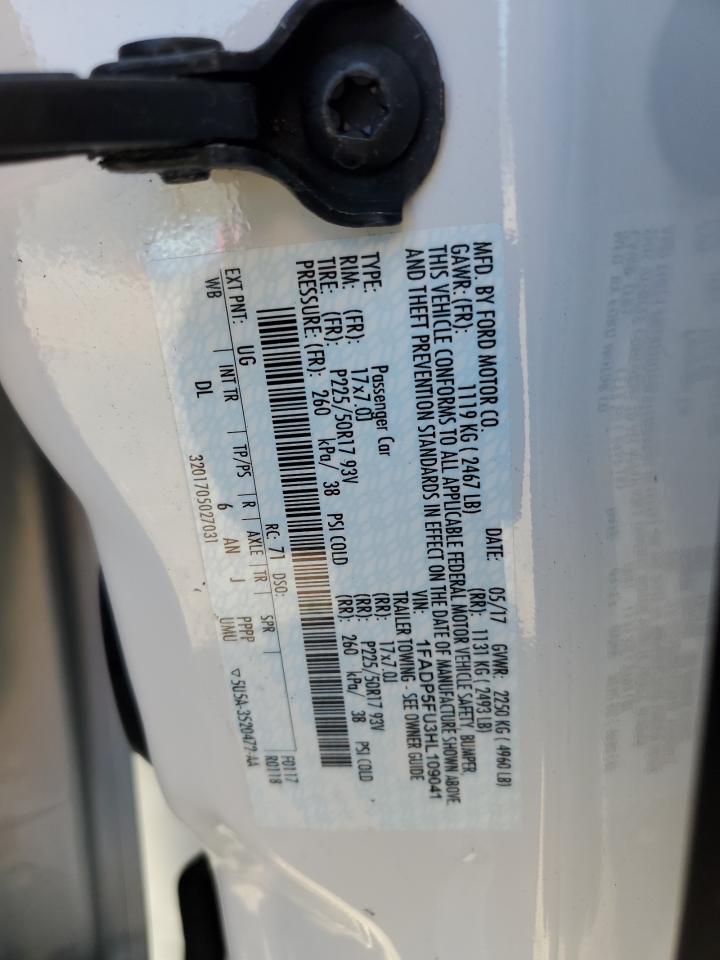 MFD. BY FORD MOTOR CO.
DATE: 05/17 GVWR: 2250 KG ( 4960 LB)
GAWR: (FR): 1119 KG ( 2467 LB) (RR): 1131 KG ( 2493 LB)
THIS VEHICLE CONFORMS TO ALL APPLICABLE FEDERAL MOTOR VEHICLE SAFETY, BUMPER,
AND THEFT PREVENTION STANDARDS IN EFFECT ON THE DATE OF MANUFACTURE SHOWN ABOVE.
VIN: 1FADP5FU3HL109041
TYPE: Passenger Car TRAILER TOWING - SEE OWNER GUIDE
RIM: (FR): 17x7.0J (RR): 17x7.0J
TIRE: (FR): P225/50R17 93V (RR): P225/50R17 93V
PRESSURE: (FR): 260 kPa/ 38 PSI COLD (RR): 260 kPa/ 38 PSI COLD
F0117
RC: 71 DSO: R0118
EXT PNT: UG
INT TR TP/PS R AXLE TR SPR
WB DL 6 AN J PPPP
UMU
3201705027031
▽5U5A-3520472-AA